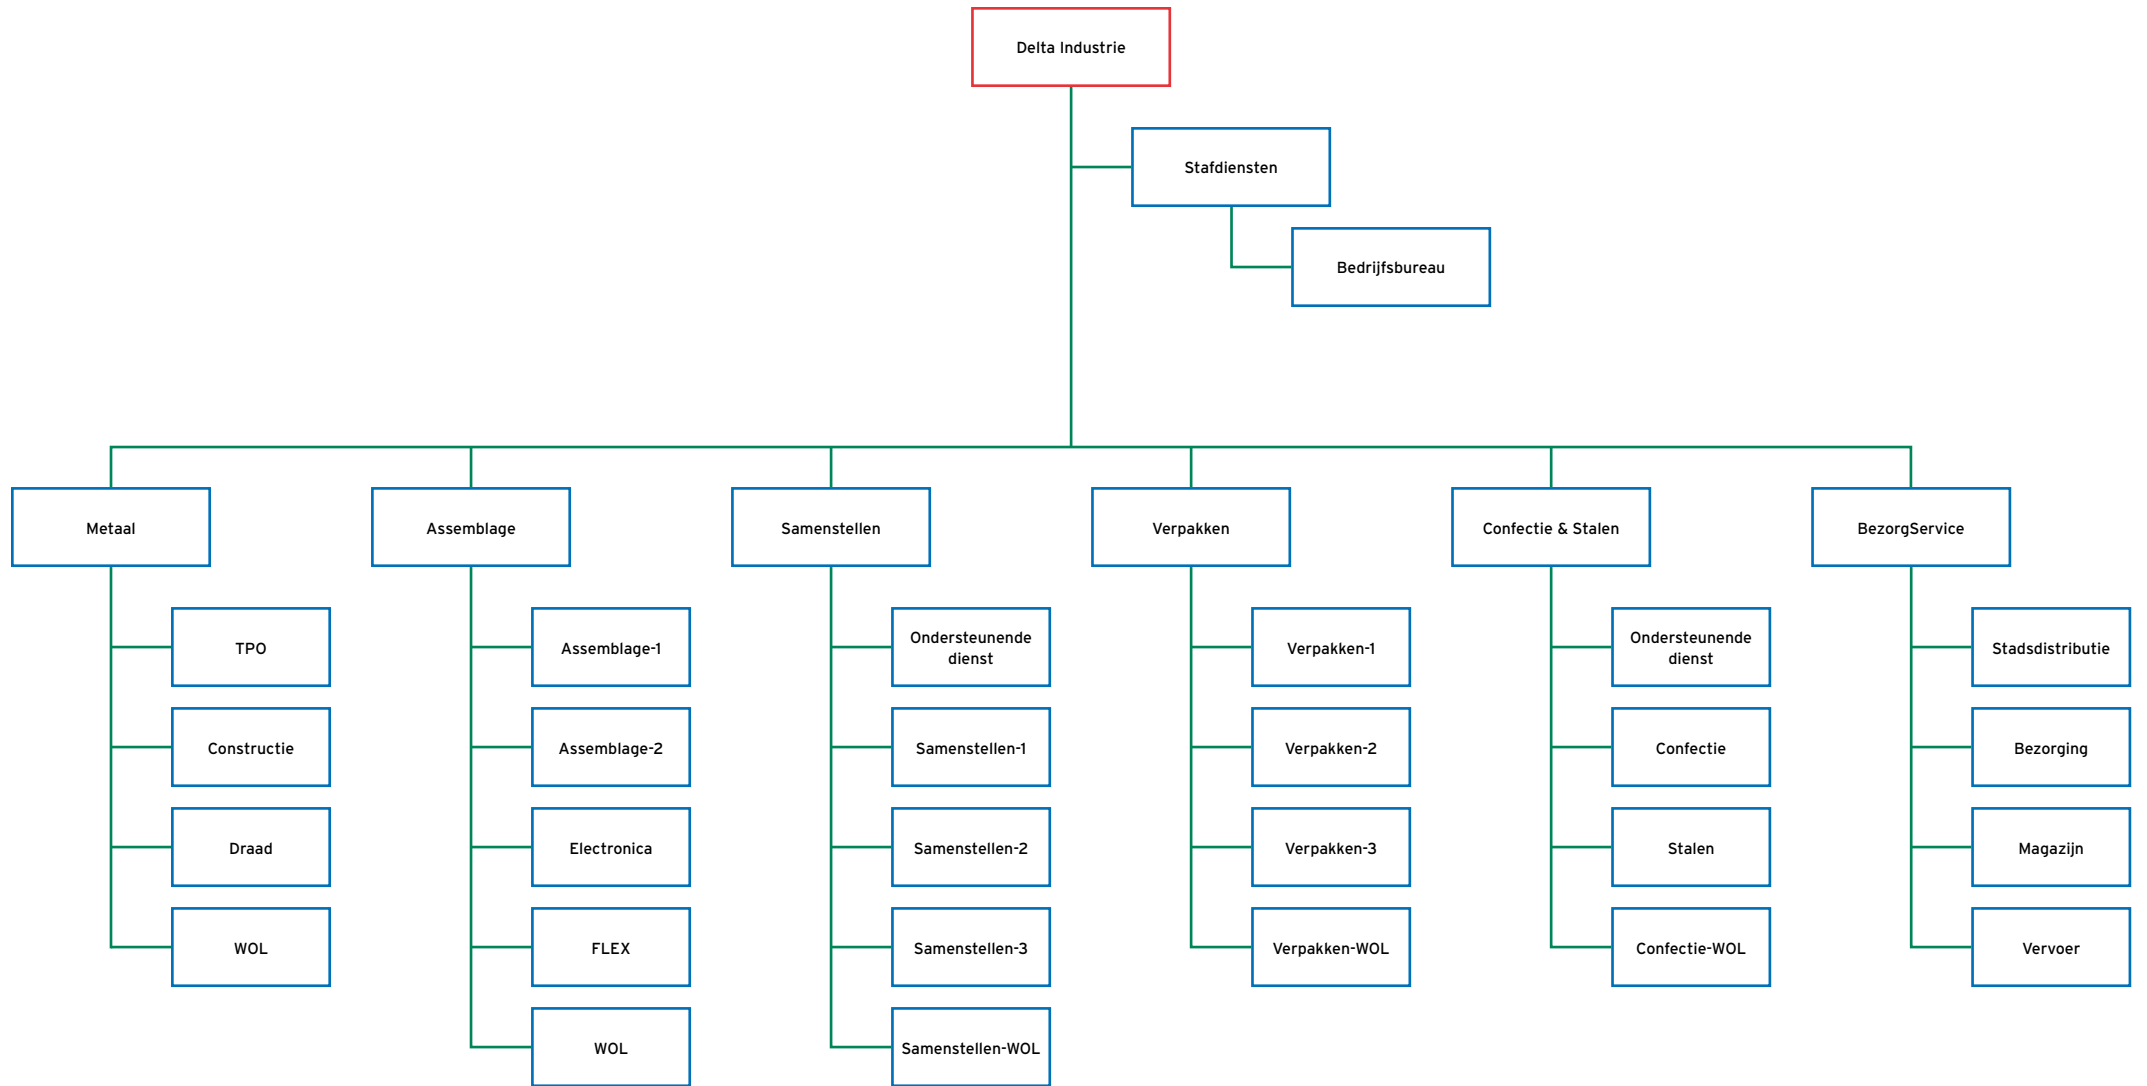 Delta Industrie
Stafdiensten
Bedrijfsbureau
Metaal
Assemblage
Samenstellen
Verpakken
Confectie & Stalen
BezorgService
TPO
Assemblage-1
Ondersteunende
dienst
Verpakken-1
Ondersteunende
dienst
Stadsdistributie
Constructie
Assemblage-2
Samenstellen-1
Verpakken-2
Confectie
Bezorging
Draad
Electronica
Samenstellen-2
Verpakken-3
Stalen
Magazijn
WOL
FLEX
Samenstellen-3
Verpakken-WOL
Confectie-WOL
Vervoer
WOL
Samenstellen-WOL